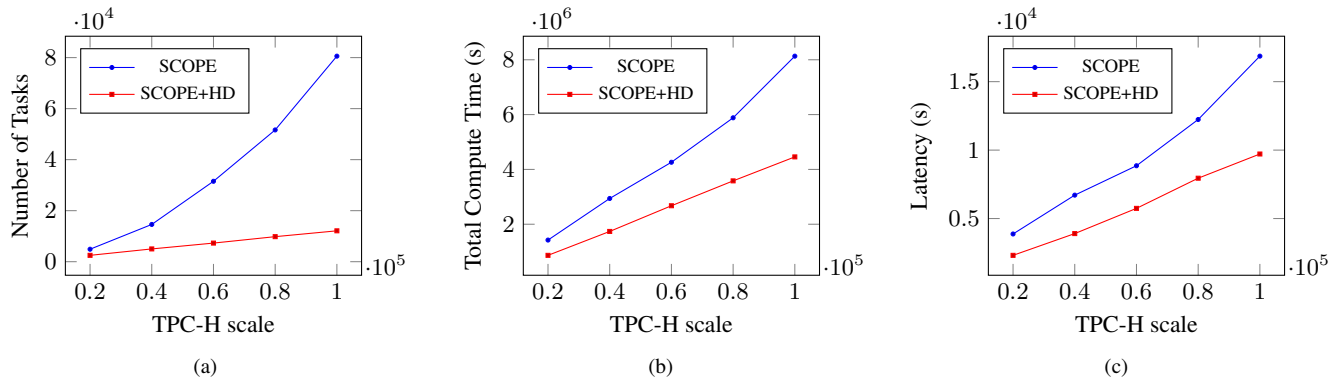 ·10^4
Number of Tasks
8
6
4
2
0
SCOPE
SCOPE+HD
0.2 0.4 0.6 0.8 1
·10^5
TPC-H scale
(a)
·10^6
Total Compute Time (s)
8
6
4
2
SCOPE
SCOPE+HD
0.2 0.4 0.6 0.8 1
·10^5
TPC-H scale
(b)
·10^4
Latency (s)
1.5
1
0.5
SCOPE
SCOPE+HD
0.2 0.4 0.6 0.8 1
·10^5
TPC-H scale
(c)